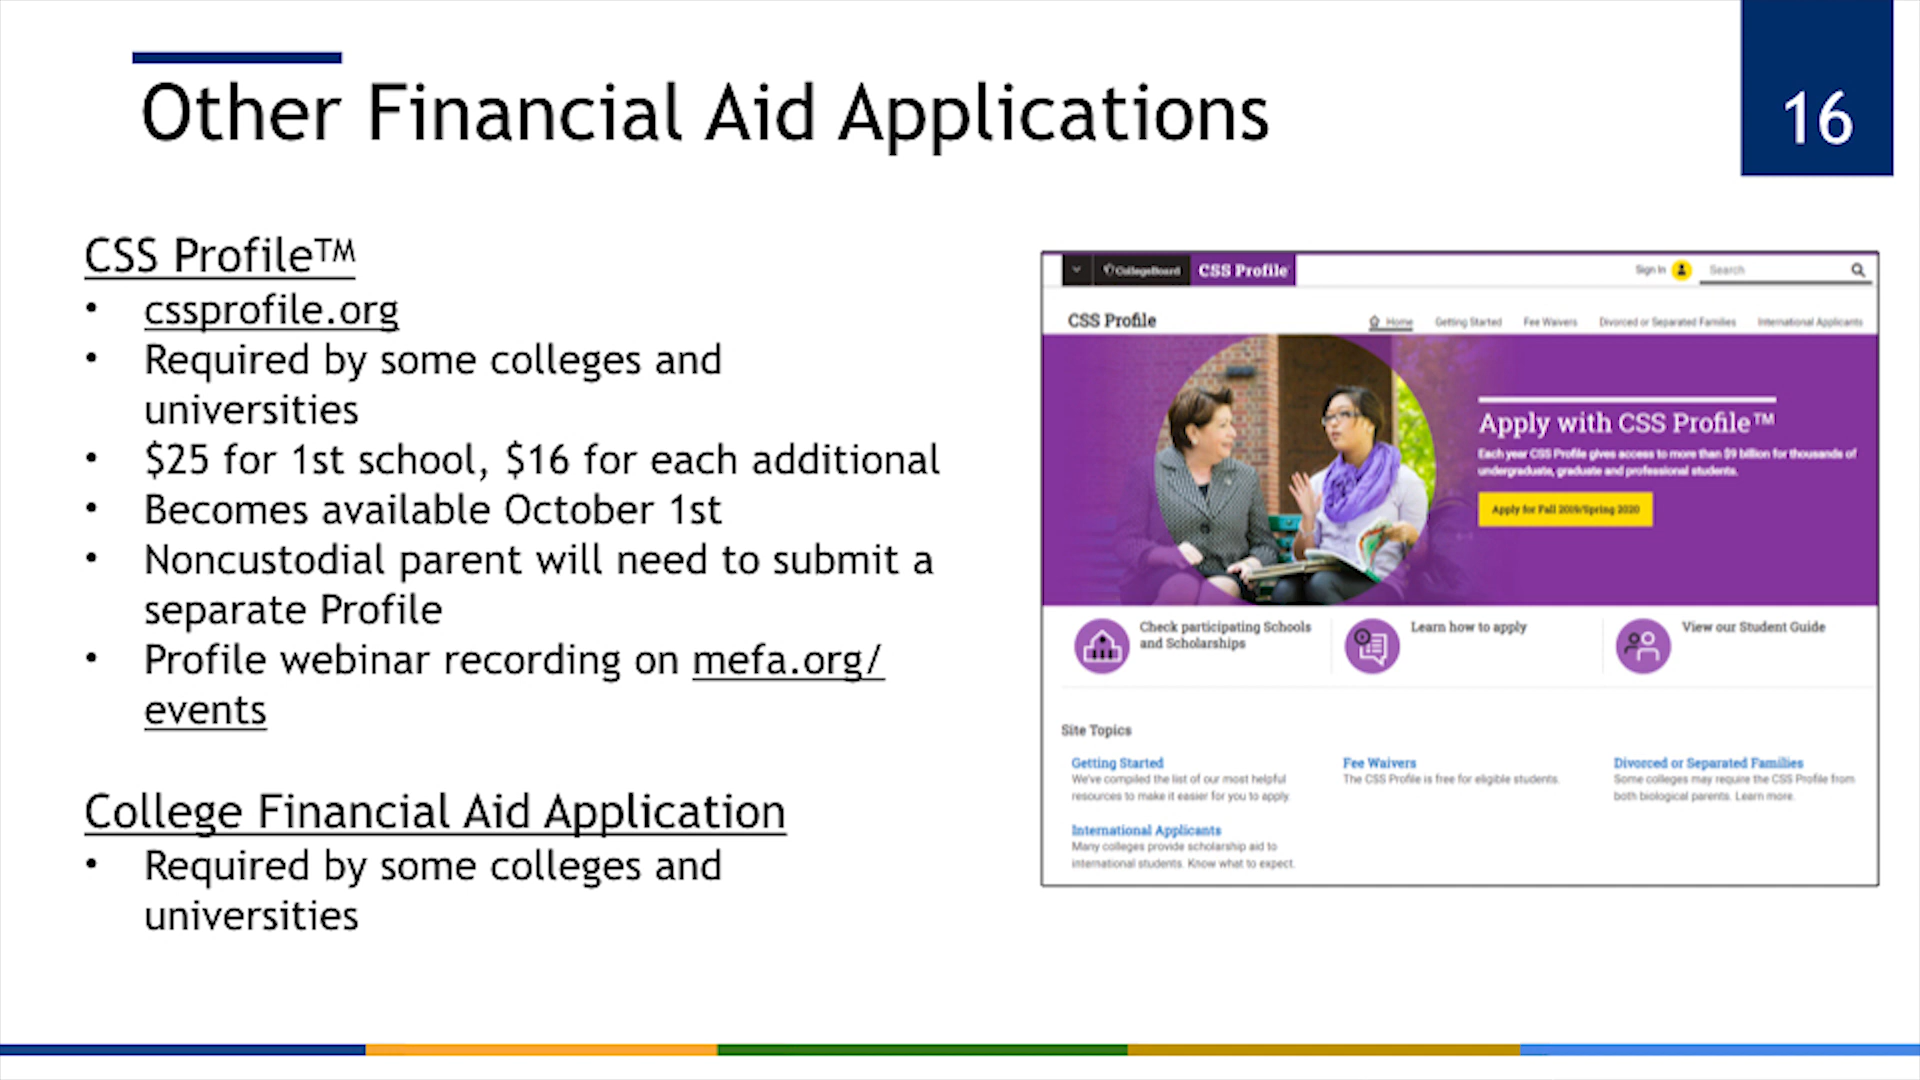 Other Financial Aid Applications
16
CSS Profile™
• cssprofile.org
• Required by some colleges and
universities
• $25 for 1st school, $16 for each additional
• Becomes available October 1st
• Noncustodial parent will need to submit a
separate Profile
• Profile webinar recording on mefa.org/
events
College Financial Aid Application
• Required by some colleges and
universities
CollegeBoard CSS Profile Sign In Search
CSS Profile Home Getting Started Fee Waivers Divorced or Separated Families International Applicants
Apply with CSS Profile™
Each year CSS Profile gives access to more than $9 billion for thousands of
undergraduate, graduate and professional students.
Apply for Fall 2019/Spring 2020
Check participating Schools
and Scholarships
Learn how to apply
View our Student Guide
Site Topics
Getting Started
We've compiled the list of our most helpful
resources to make it easier for you to apply.
Fee Waivers
The CSS Profile is free for eligible students.
Divorced or Separated Families
Some colleges may require the CSS Profile from
both biological parents. Learn more.
International Applicants
Many colleges provide scholarship aid to
international students. Know what to expect.